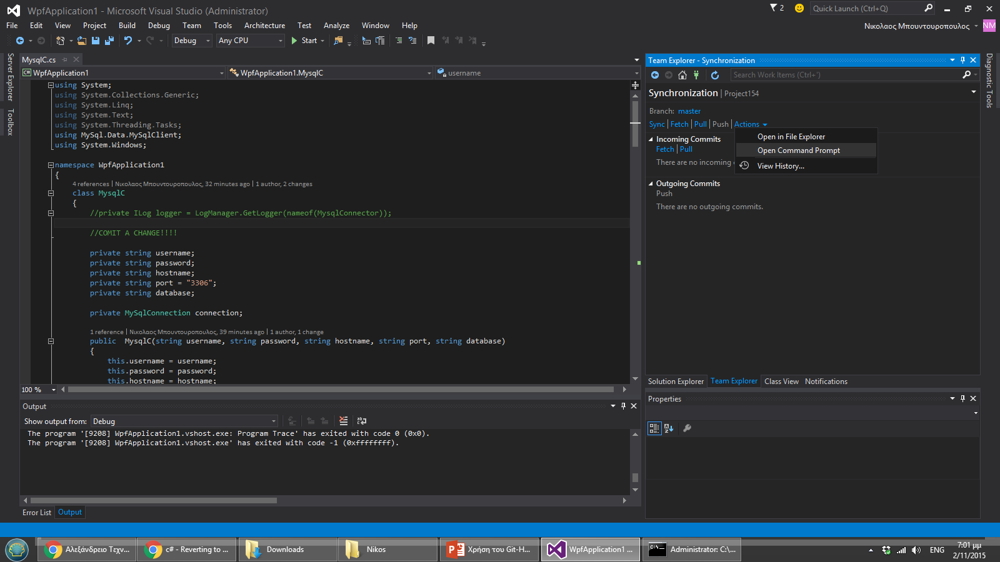 WpfApplication1 - Microsoft Visual Studio (Administrator)
2
Quick Launch (Ctrl+Q)
File Edit View Project Build Debug Team Tools Architecture Test Analyze Window Help
Νικολαος Μπουντουροπουλος NM
Debug Any CPU Start
Server Explorer
Toolbox
MysqlC.cs
C# WpfApplication1 WpfApplication1.MysqlC username
using System;
using System.Collections.Generic;
using System.Linq;
using System.Text;
using System.Threading.Tasks;
using MySql.Data.MySqlClient;
using System.Windows;
namespace WpfApplication1
{
4 references | Νικολαος Μπουντουροπουλος, 32 minutes ago | 1 author, 2 changes
class MysqlC
{
//private ILog logger = LogManager.GetLogger(nameof(MysqlConnector));
//COMIT A CHANGE!!!!
private string username;
private string password;
private string hostname;
private string port = "3306";
private string database;
private MySqlConnection connection;
1 reference | Νικολαος Μπουντουροπουλος, 39 minutes ago | 1 author, 1 change
public MysqlC(string username, string password, string hostname, string port, string database)
{
this.username = username;
this.password = password;
this.hostname = hostname;
100 %
Output
Show output from: Debug
The program '[9208] WpfApplication1.vshost.exe: Program Trace' has exited with code 0 (0x0).
The program '[9208] WpfApplication1.vshost.exe' has exited with code -1 (0xffffffff).
Error List Output
Team Explorer - Synchronization
Search Work Items (Ctrl+')
Synchronization | Project154
Branch: master
Sync | Fetch | Pull | Push | Actions
Open in File Explorer
Open Command Prompt
View History...
Incoming Commits
Fetch | Pull
There are no incoming
Outgoing Commits
Push
There are no outgoing commits.
Solution Explorer Team Explorer Class View Notifications
Properties
Diagnostic Tools
Αλεξάνδρειο Τεχν... c# - Reverting to ... Downloads Nikos Χρήση του Git-H... WpfApplication1 ... Administrator: C:\...
ENG
7:01 μμ
2/11/2015